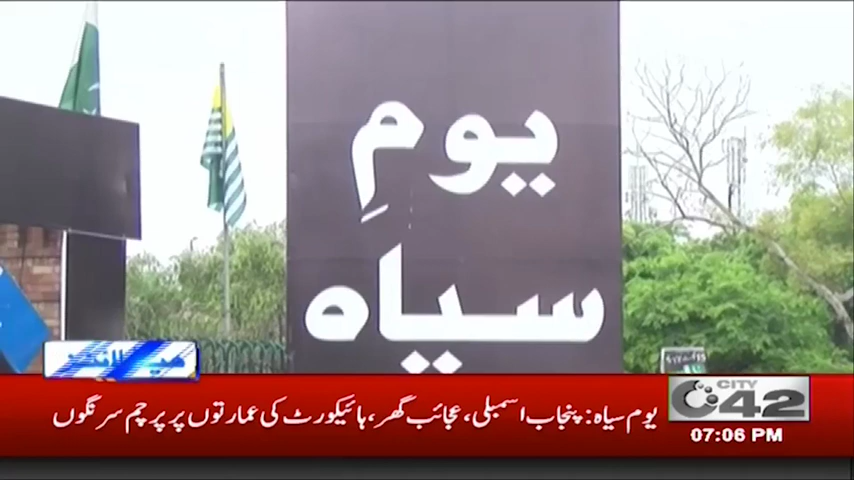 یومِ
سیاہ
یوم سیاہ: پنجاب اسمبلی، عجائب گھر، ہائیکورٹ کی عمارتوں پر پرچم سرنگوں
CITY
42
07:06 PM